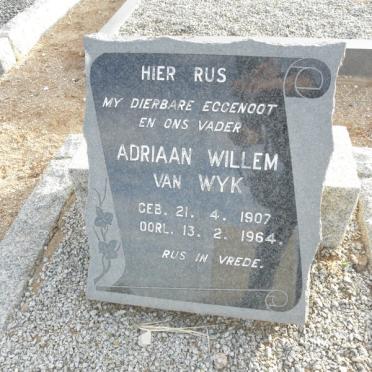 HIER RUS
MY DIERBARE EGGENOOT
EN ONS VADER
ADRIAAN WILLEM
VAN WYK
GEB. 21. 4. 1907
OORL. 13. 2. 1964.
RUS IN VREDE.